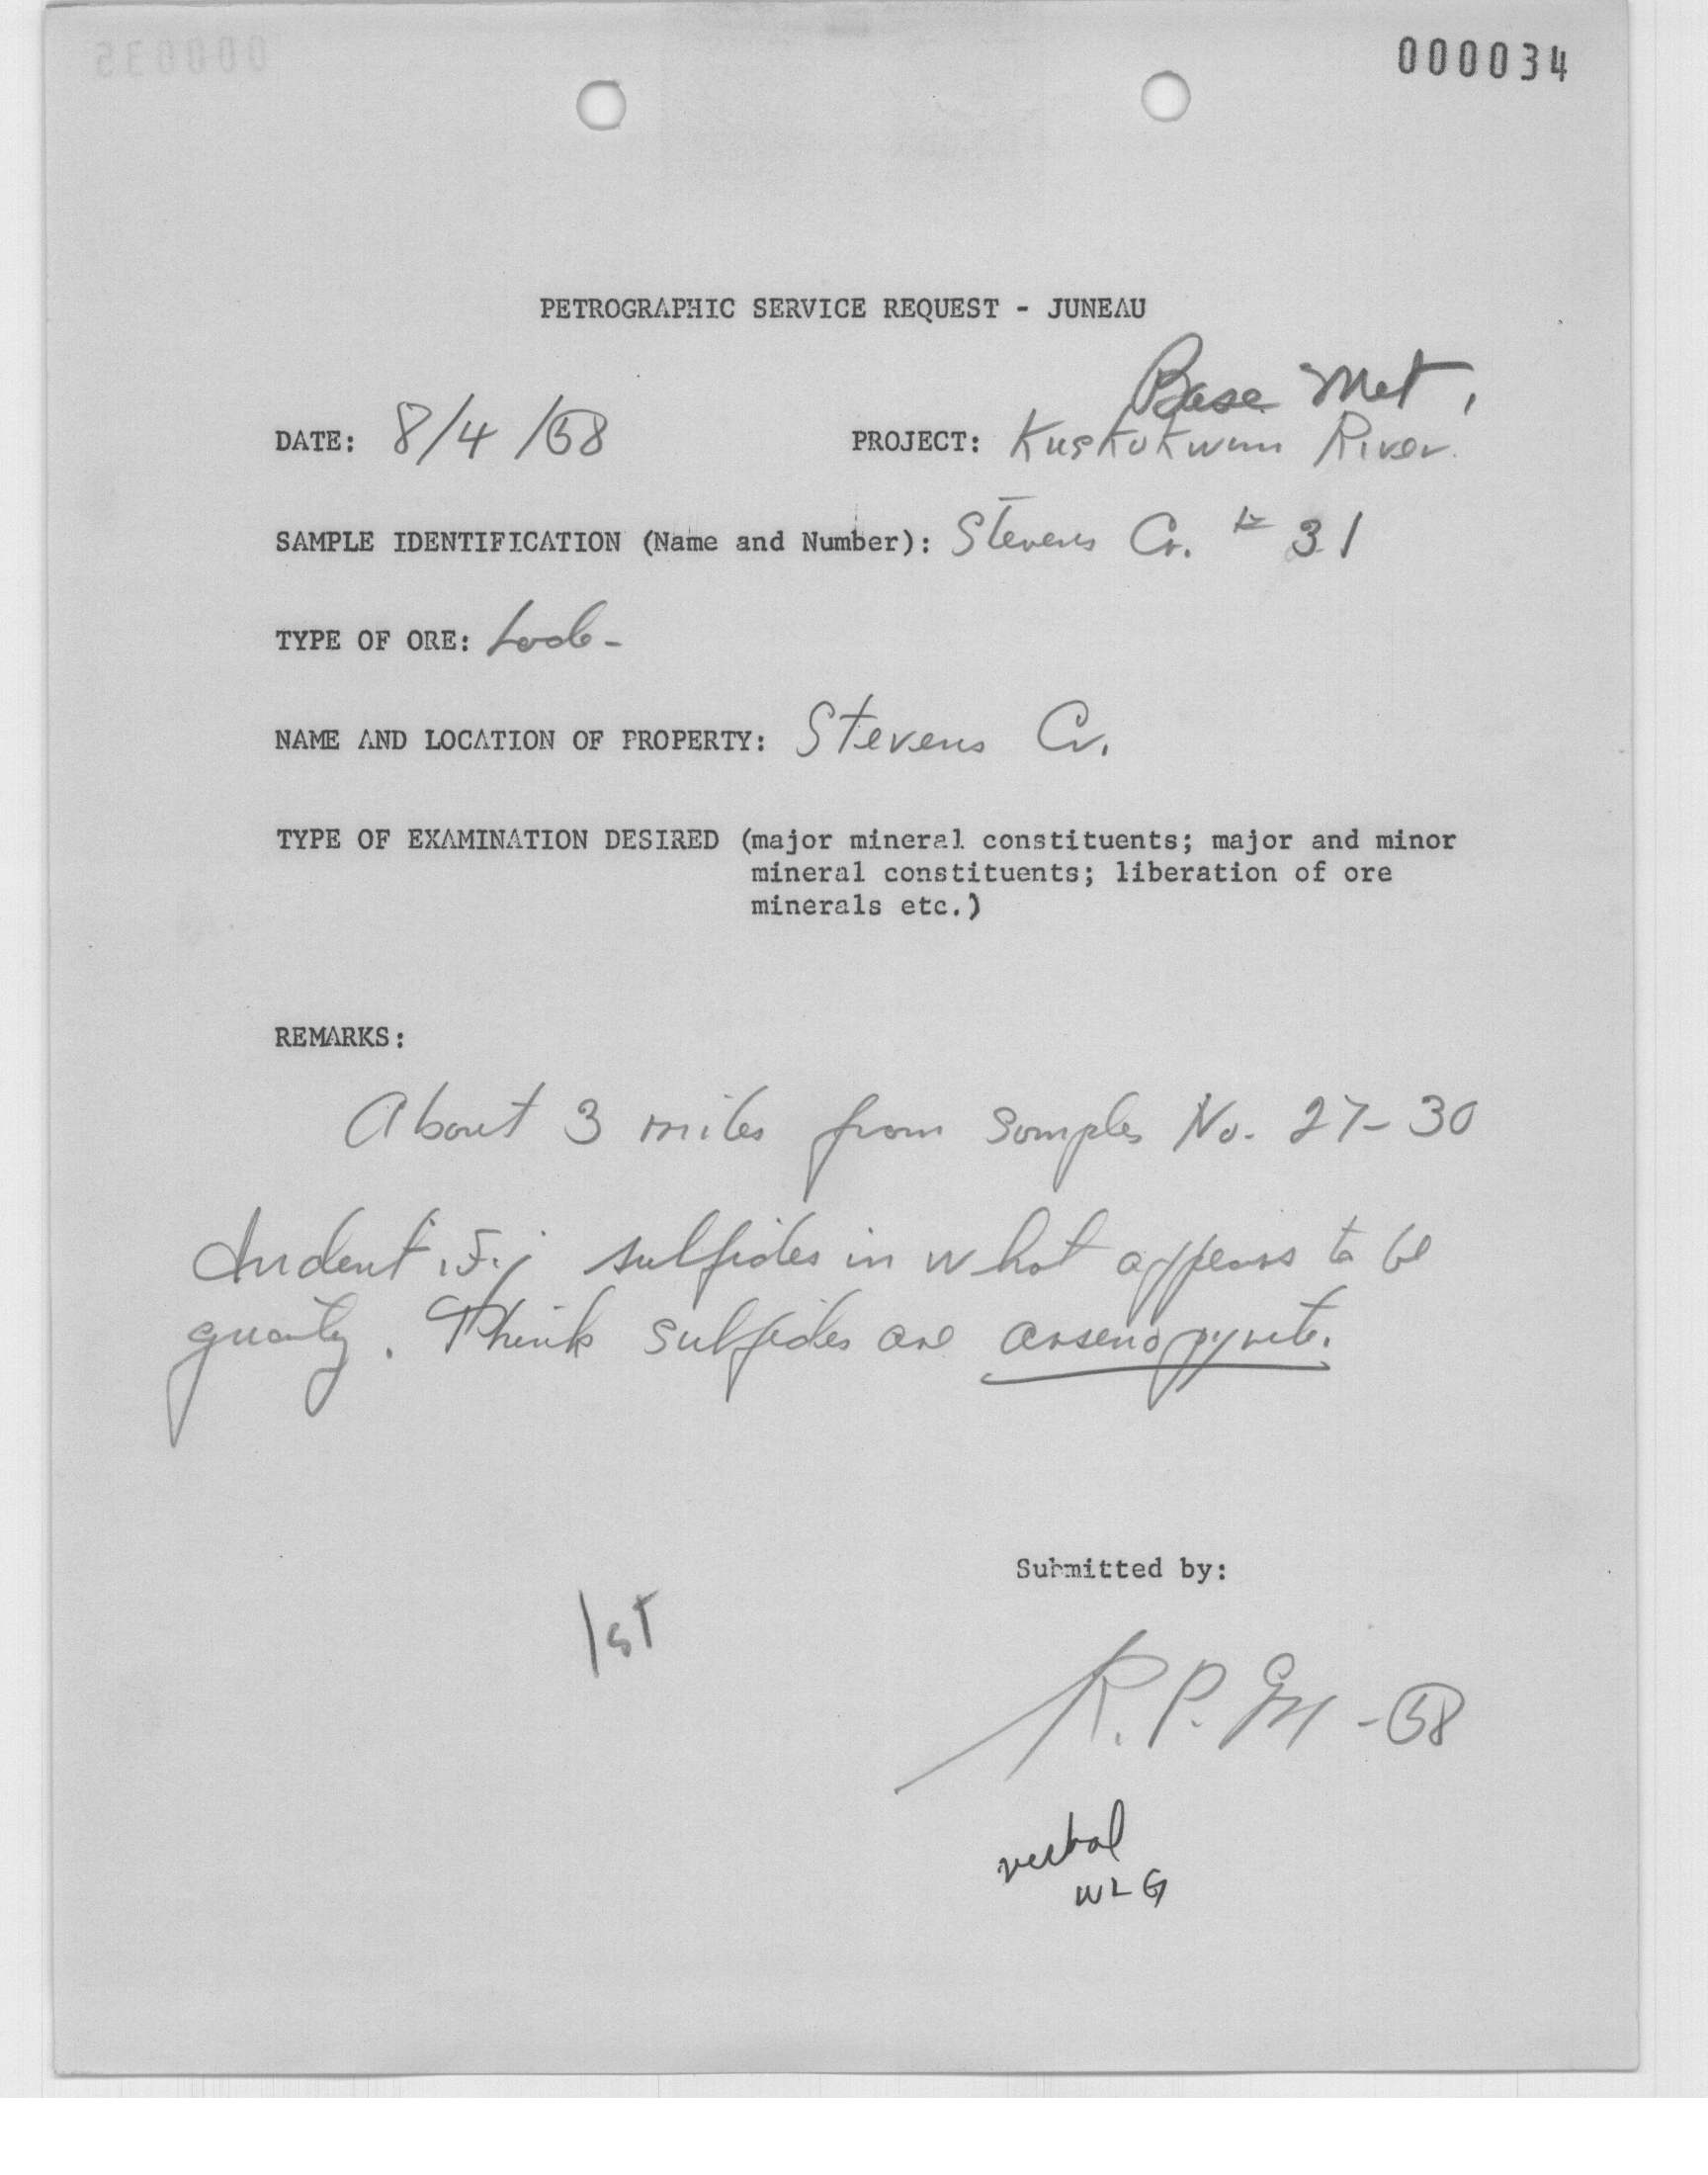 000034
PETROGRAPHIC SERVICE REQUEST - JUNEAU
Base Met,
DATE: 8/4/68 PROJECT: Kuskokwim River
SAMPLE IDENTIFICATION (Name and Number): Stevens Cr. # 31
TYPE OF ORE: Lode-
NAME AND LOCATION OF PROPERTY: Stevens Cr.
TYPE OF EXAMINATION DESIRED (major mineral constituents; major and minor
mineral constituents; liberation of ore
minerals etc.)
REMARKS:
About 3 miles from Samples No. 27-30
Indentify sulfides in what appears to be
quartz. Think sulfides are arsenopyrite.
Submitted by:
1st
R.P.M -68
verbal
WLG